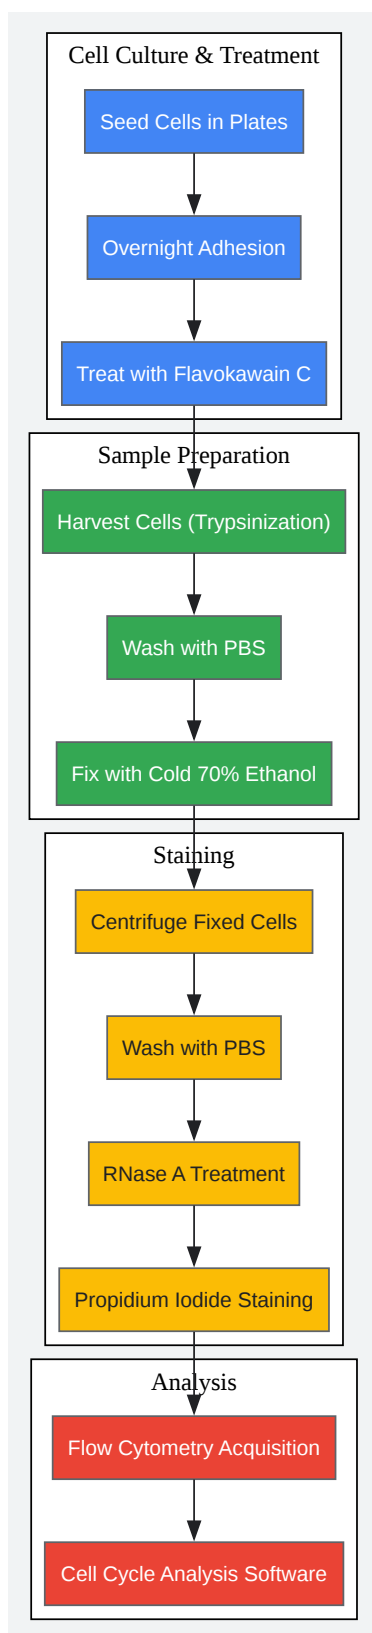 Cell Culture & Treatment
Seed Cells in Plates
Overnight Adhesion
Treat with Flavokawain C
Sample Preparation
Harvest Cells (Trypsinization)
Wash with PBS
Fix with Cold 70% Ethanol
Staining
Centrifuge Fixed Cells
Wash with PBS
RNase A Treatment
Propidium Iodide Staining
Analysis
Flow Cytometry Acquisition
Cell Cycle Analysis Software